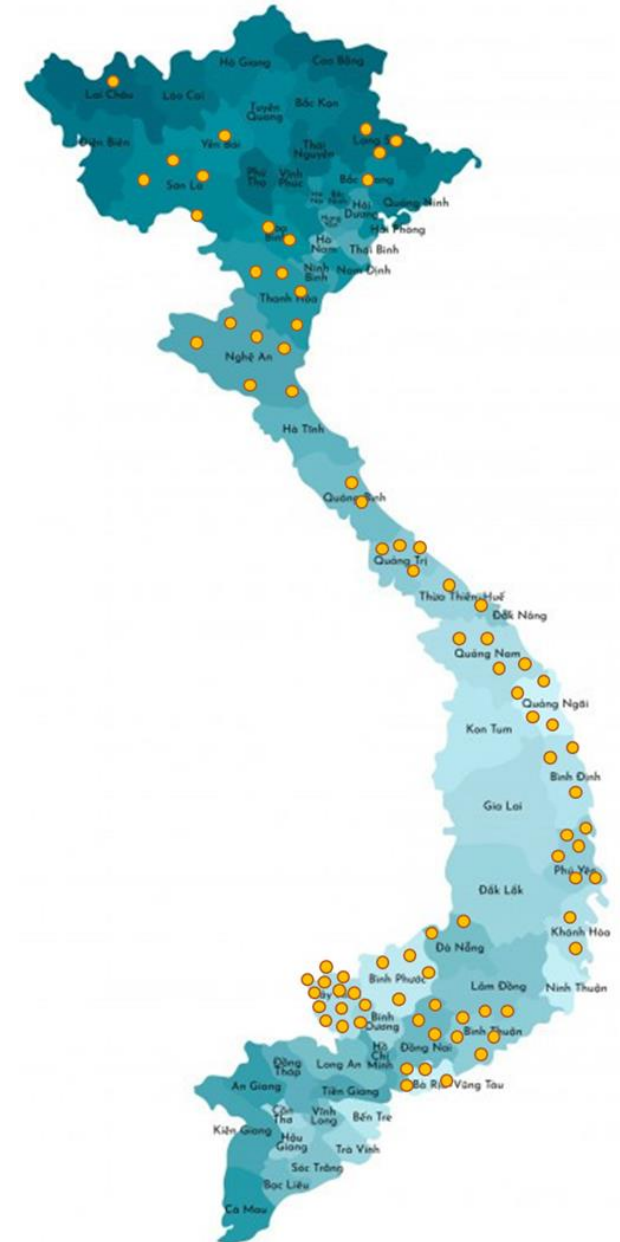 Hà Giang
Cao Bằng
Lai Châu
Lào Cai
Tuyên
Quang
Bắc Kạn
Điện Biên
Yên Bái
Thái
Nguyên
Lạng S
Sơn La
Phú
Thọ
Vĩnh
Phúc
Bắc ang
Quảng Ninh
Hải
Dương
Hải Phòng
Bình
Hà
Nam
Thái Bình
Ninh
Bình
Nam Định
Thanh Hóa
Nghệ An
Hà Tĩnh
Quảng Bình
Quảng Trị
Thừa Thiên Huế
Đắk Nẵng
Quảng Nam
Quảng Ngãi
Kon Tum
Bình Định
Gia Lai
Phú Yên
Đắk Lắk
Khánh Hòa
Đà Nẵng
Bình Phước
Lâm Đồng
Ninh Thuận
Bình
Dương
Bình Thuận
Đồng Nai
Hồ
Chí
Minh
Đồng
Tháp
Long An
Bà Rịa Vũng Tàu
An Giang
Tiền Giang
Cần
Thơ
Vĩnh
Long
Bến Tre
Kiên Giang
Hậu
Giang
Trà Vinh
Sóc Trăng
Bạc Liêu
Cà Mau